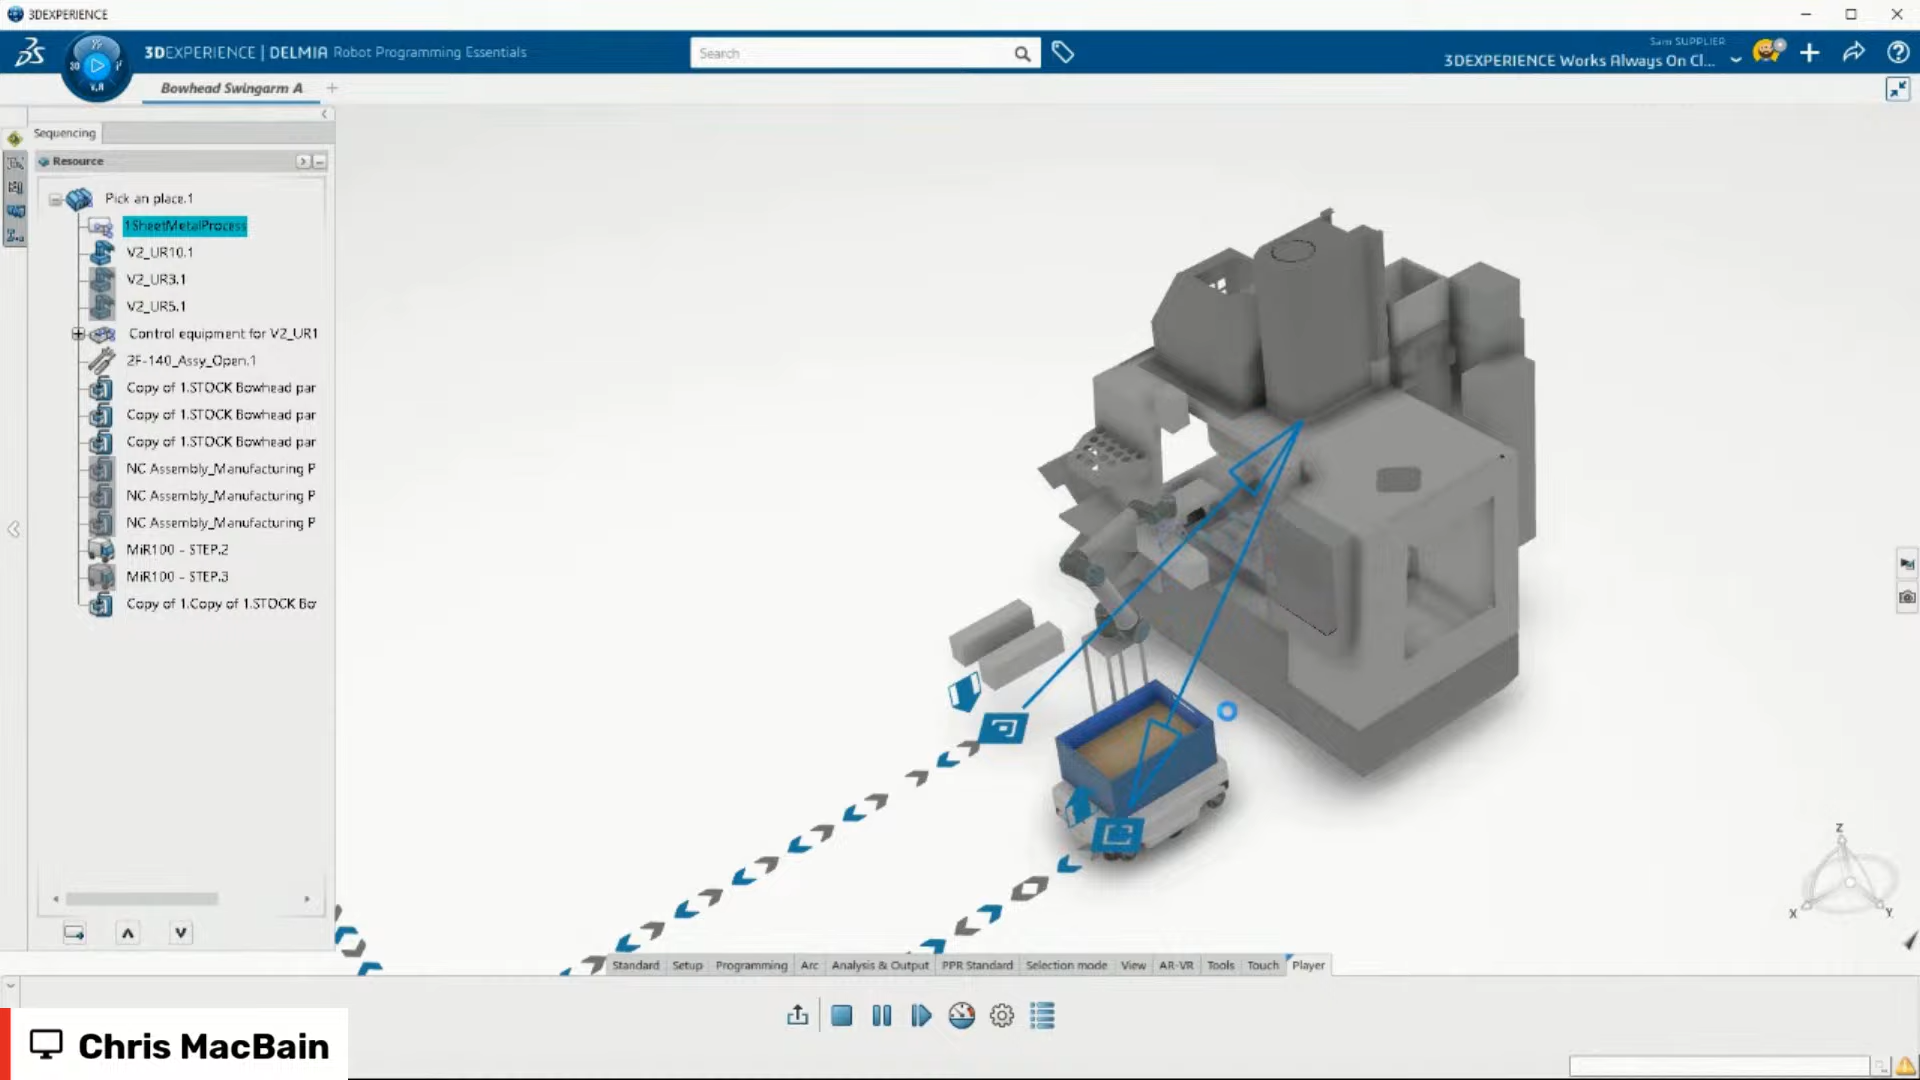 3DEXPERIENCE
3DEXPERIENCE | DELMIA Robot Programming Essentials
Search
Sam SUPPLIER
3DEXPERIENCE Works Always On Cl...
3D
V.R
Bowhead Swingarm A
Sequencing
Resource
Pick an place.1
1SheetMetalProcess
V2_UR10.1
V2_UR3.1
V2_UR5.1
Control equipment for V2_UR1
2F-140_Assy_Open.1
Copy of 1.STOCK Bowhead par
Copy of 1.STOCK Bowhead par
Copy of 1.STOCK Bowhead par
NC Assembly_Manufacturing P
NC Assembly_Manufacturing P
NC Assembly_Manufacturing P
MiR100 - STEP.2
MiR100 - STEP.3
Copy of 1.Copy of 1.STOCK Bo
Z
X
Y
Standard Setup Programming Arc Analysis & Output PPR Standard Selection mode View AR-VR Tools Touch Player
Chris MacBain